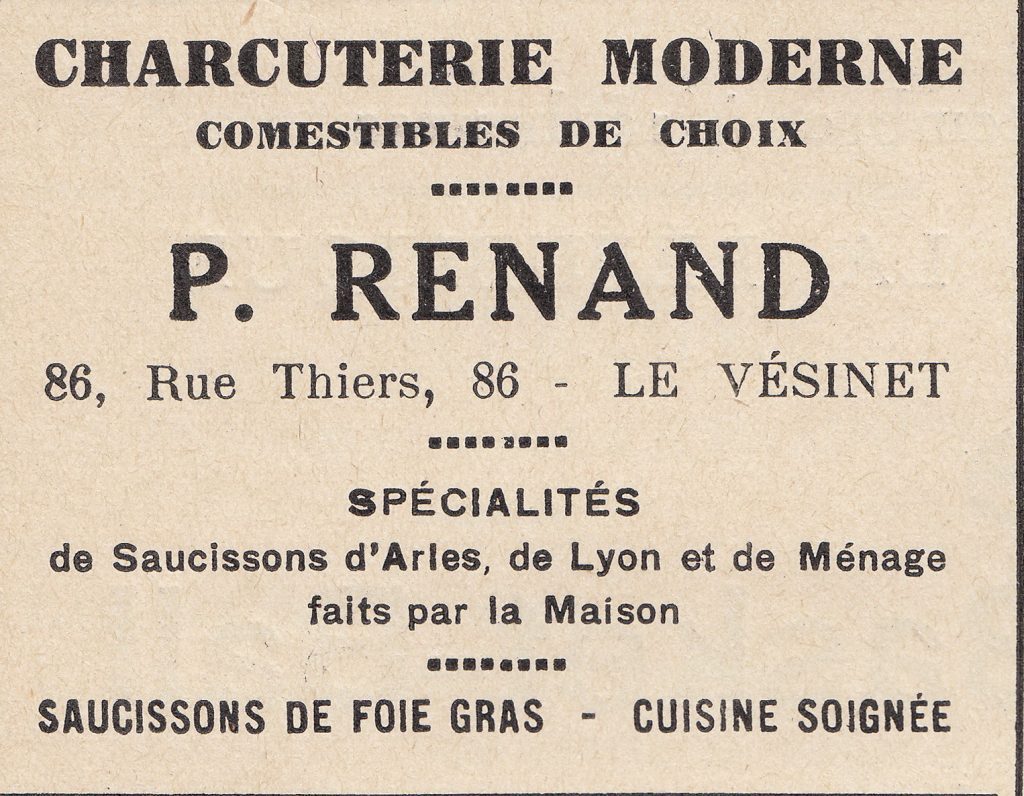 CHARCUTERIE MODERNE
COMESTIBLES DE CHOIX
P. RENAND
86, Rue Thiers, 86 - LE VÉSINET
SPÉCIALITÉS
de Saucissons d'Arles, de Lyon et de Ménage
faits par la Maison
SAUCISSONS DE FOIE GRAS - CUISINE SOIGNÉE